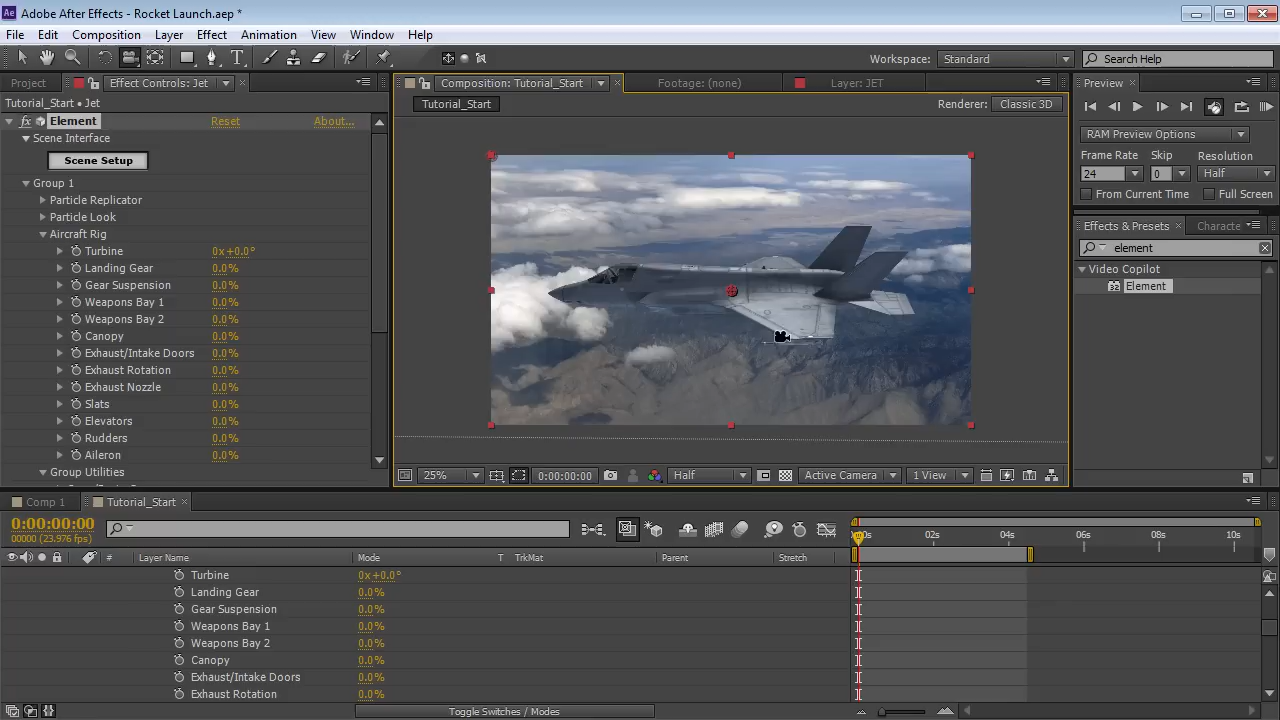 Adobe After Effects - Rocket Launch.aep *
File Edit Composition Layer Effect Animation View Window Help
Workspace: Standard Search Help
Project Effect Controls: Jet Composition: Tutorial_Start Footage: (none) Layer: JET Preview
Tutorial_Start • Jet Tutorial_Start Renderer: Classic 3D
fx Element Reset About...
Scene Interface
Scene Setup
Group 1
Particle Replicator
Particle Look
Aircraft Rig
Turbine 0x+0.0°
Landing Gear 0.0%
Gear Suspension 0.0%
Weapons Bay 1 0.0%
Weapons Bay 2 0.0%
Canopy 0.0%
Exhaust/Intake Doors 0.0%
Exhaust Rotation 0.0%
Exhaust Nozzle 0.0%
Slats 0.0%
Elevators 0.0%
Rudders 0.0%
Aileron 0.0%
Group Utilities
25% 0:00:00:00 Half Active Camera 1 View
RAM Preview Options
Frame Rate Skip Resolution
24 0 Half
From Current Time Full Screen
Effects & Presets Characte
element
Video Copilot
32 Element
Comp 1 Tutorial_Start
0:00:00:00
00000 (23.976 fps)
# Layer Name Mode T TrkMat Parent Stretch
02s 04s 06s 08s 10s
Turbine 0x+0.0°
Landing Gear 0.0%
Gear Suspension 0.0%
Weapons Bay 1 0.0%
Weapons Bay 2 0.0%
Canopy 0.0%
Exhaust/Intake Doors 0.0%
Exhaust Rotation 0.0%
Toggle Switches / Modes